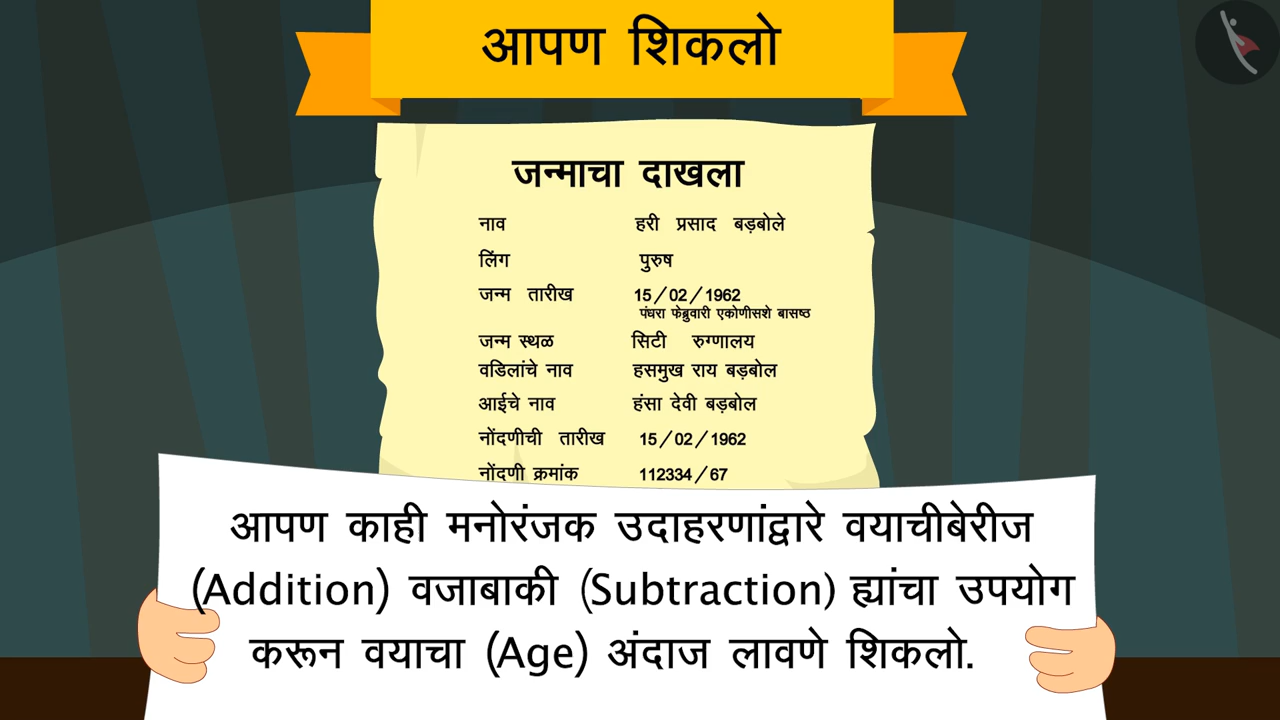 आपण शिकलो
जन्माचा दाखला
नाव हरी प्रसाद बड़बोले
लिंग पुरुष
जन्म तारीख 15/02/1962
पंधरा फेब्रुवारी एकोणीसशे बासष्ठ
जन्म स्थळ सिटी रुग्णालय
वडिलांचे नाव हसमुख राय बड़बोल
आईचे नाव हंसा देवी बड़बोल
नोंदणीची तारीख 15/02/1962
नोंदणी क्रमांक 112334/67
आपण काही मनोरंजक उदाहरणांद्वारे वयाचीबेरीज
(Addition) वजाबाकी (Subtraction) ह्यांचा उपयोग
करून वयाचा (Age) अंदाज लावणे शिकलो.